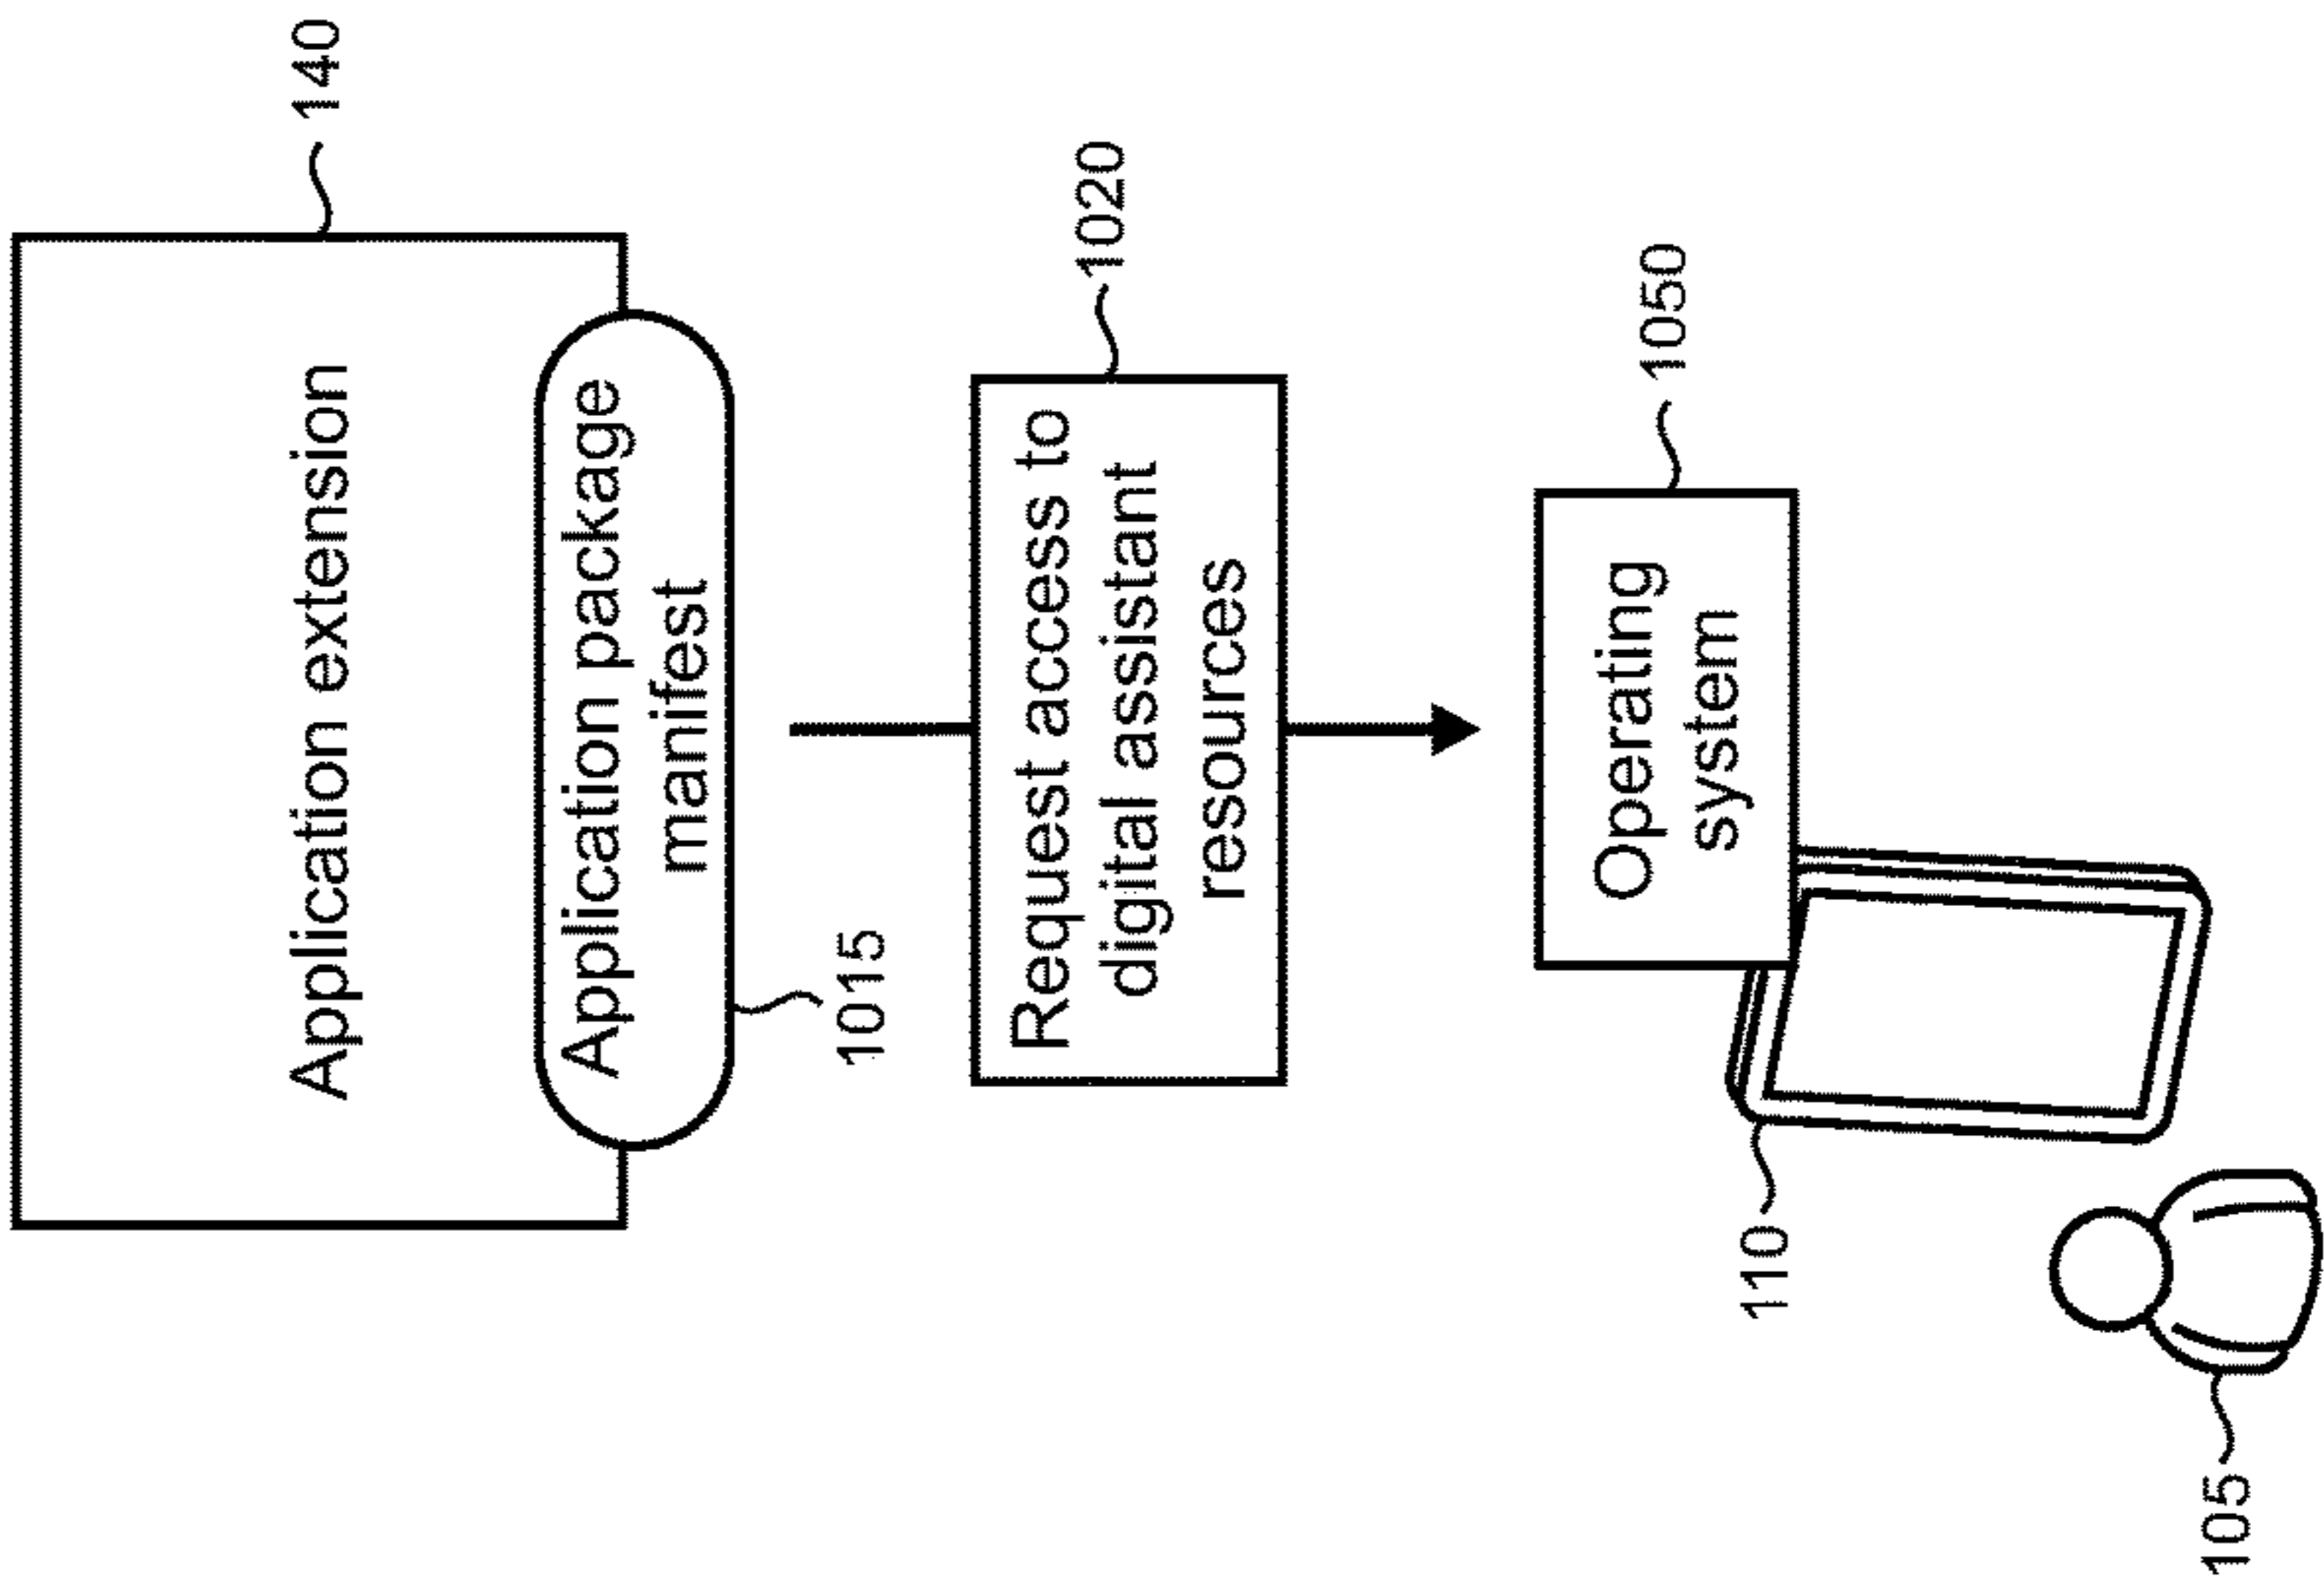 140
Application extension
Application package
manifest
1015
1020
Request access to
digital assistant
resources
1050
Operating
system
110
105